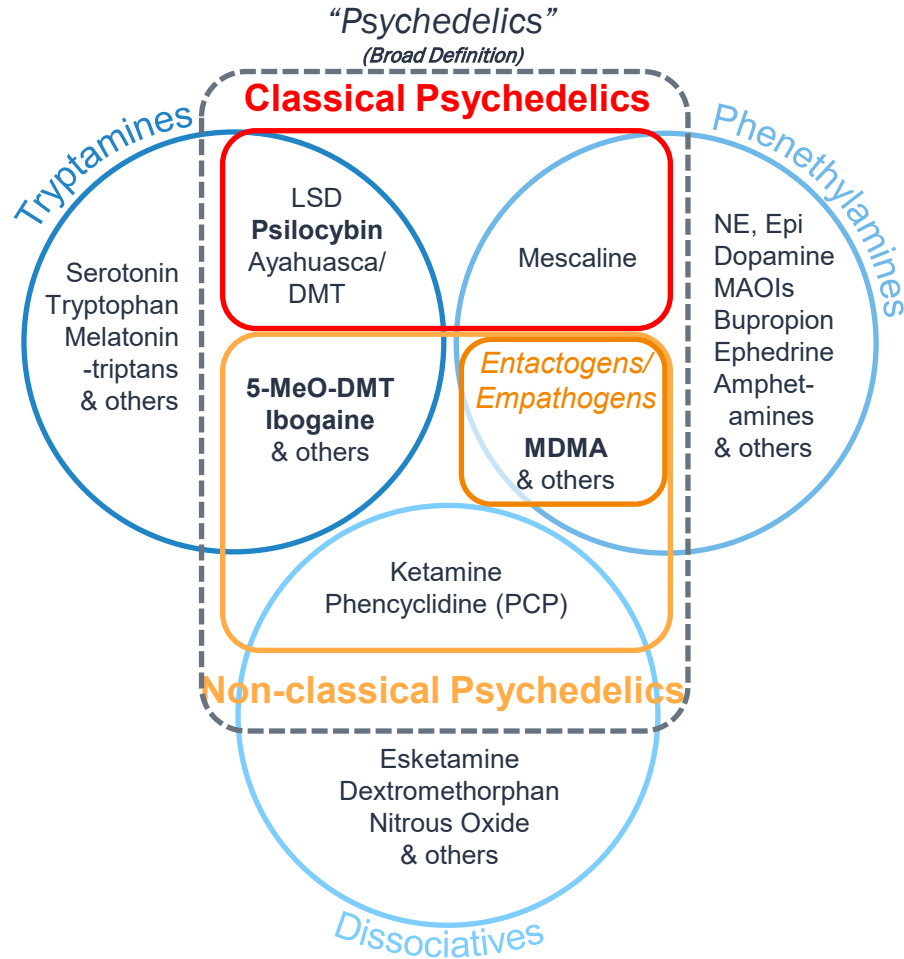 “Psychedelics”
(Broad Definition)
Classical Psychedelics
Tryptamines
Phenethylamines
LSD
Psilocybin
Ayahuasca/
DMT
Mescaline
Serotonin
Tryptophan
Melatonin
-triptans
& others
NE, Epi
Dopamine
MAOIs
Bupropion
Ephedrine
Amphet-
amines
& others
5-MeO-DMT
Ibogaine
& others
Entactogens/
Empathogens
MDMA
& others
Ketamine
Phencyclidine (PCP)
Non-classical Psychedelics
Esketamine
Dextromethorphan
Nitrous Oxide
& others
Dissociatives